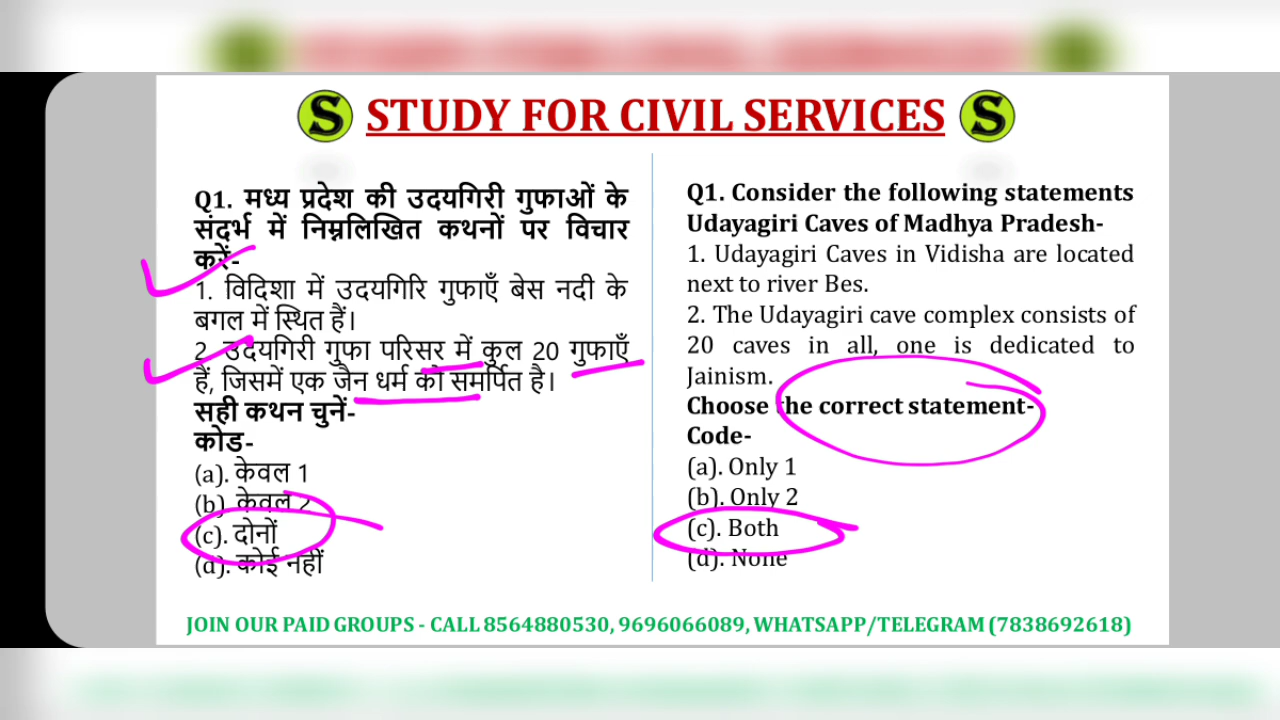 S STUDY FOR CIVIL SERVICES S
Q1. मध्य प्रदेश की उदयगिरी गुफाओं के
संदर्भ में निम्नलिखित कथनों पर विचार
करें-
1. विदिशा में उदयगिरि गुफाएँ बेस नदी के
बगल में स्थित हैं।
2. उदयगिरी गुफा परिसर में कुल 20 गुफाएँ
हैं, जिसमें एक जैन धर्म को समर्पित है।
सही कथन चुनें-
कोड-
(a). केवल 1
(b). केवल 2
(c). दोनों
(d). कोई नहीं
Q1. Consider the following statements
Udayagiri Caves of Madhya Pradesh-
1. Udayagiri Caves in Vidisha are located
next to river Bes.
2. The Udayagiri cave complex consists of
20 caves in all, one is dedicated to
Jainism.
Choose the correct statement-
Code-
(a). Only 1
(b). Only 2
(c). Both
(d). None
JOIN OUR PAID GROUPS - CALL 8564880530, 9696066089, WHATSAPP/TELEGRAM (7838692618)